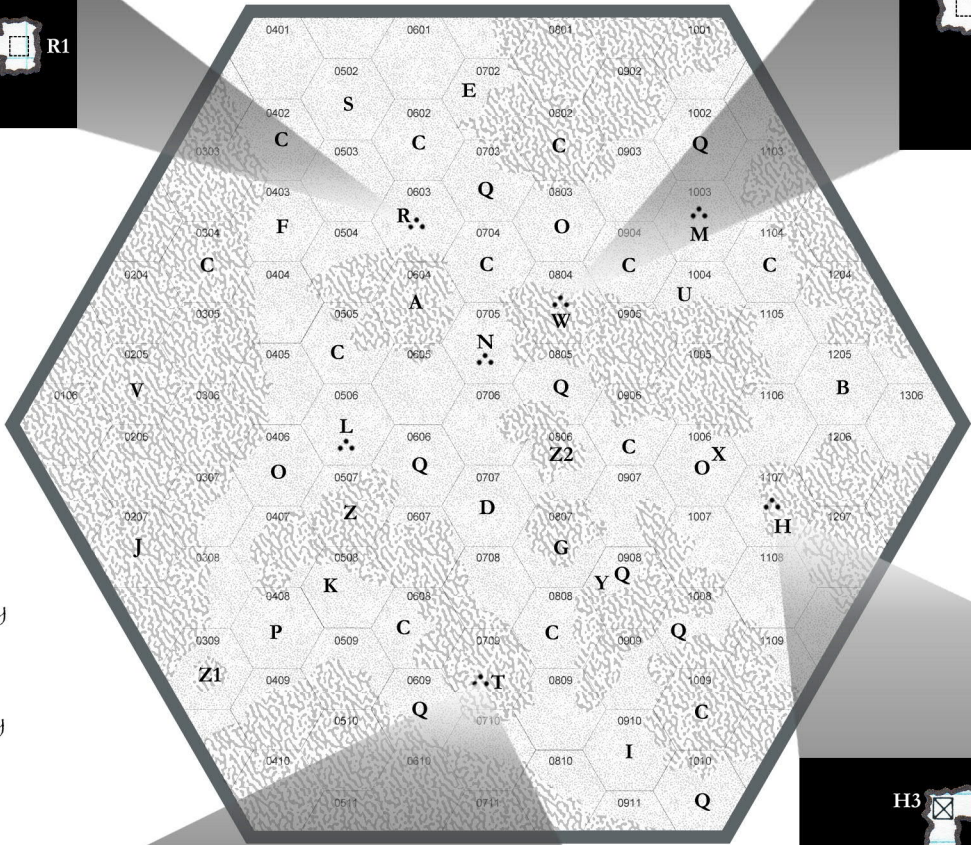 R1
0401 0601 0801 1001
0502 0702 0902
S E
0402 0602 0802 1002
C C C Q
0303 0503 0703 0903 1103
Q
0403 0603 0803 1003
F R O M
0304 0504 0704 0904 1104
C C C C
0204 0404 0604 0804 1004 1204
A U
0305 0505 0705 0905 1105
W
N
C
0205 0405 0605 0805 1005 1205
V Q B
0106 0306 0506 0706 0906 1106 1306
L
0206 0406 0606 0806 1006 1206
C
O Q Z2 O X
0307 0507 0707 0907 1107
Z D H
0207 0407 0607 0807 1007 1207
J G
0308 0508 0708 0908 1108
K Y Q
0408 0608 0808 1008
P C C Q
0309 0509 0709 0909 1109
Z1 T
0409 0609 0809 1009
Q C
0510 0710 0910
I
0410 0610 0810 1010
0511 0711 0911 Q
H3
y
y